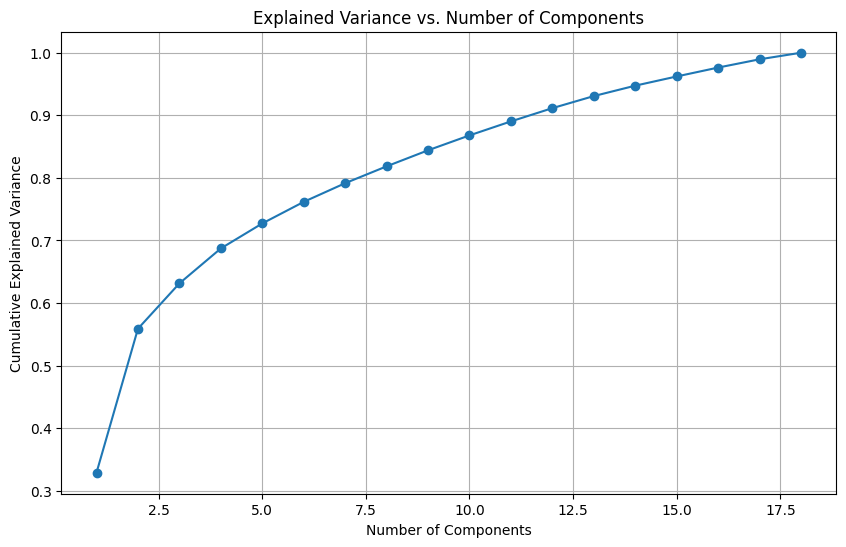 Explained Variance vs. Number of Components
Cumulative Explained Variance
1.0
0.9
0.8
0.7
0.6
0.5
0.4
0.3
2.5 5.0 7.5 10.0 12.5 15.0 17.5
Number of Components